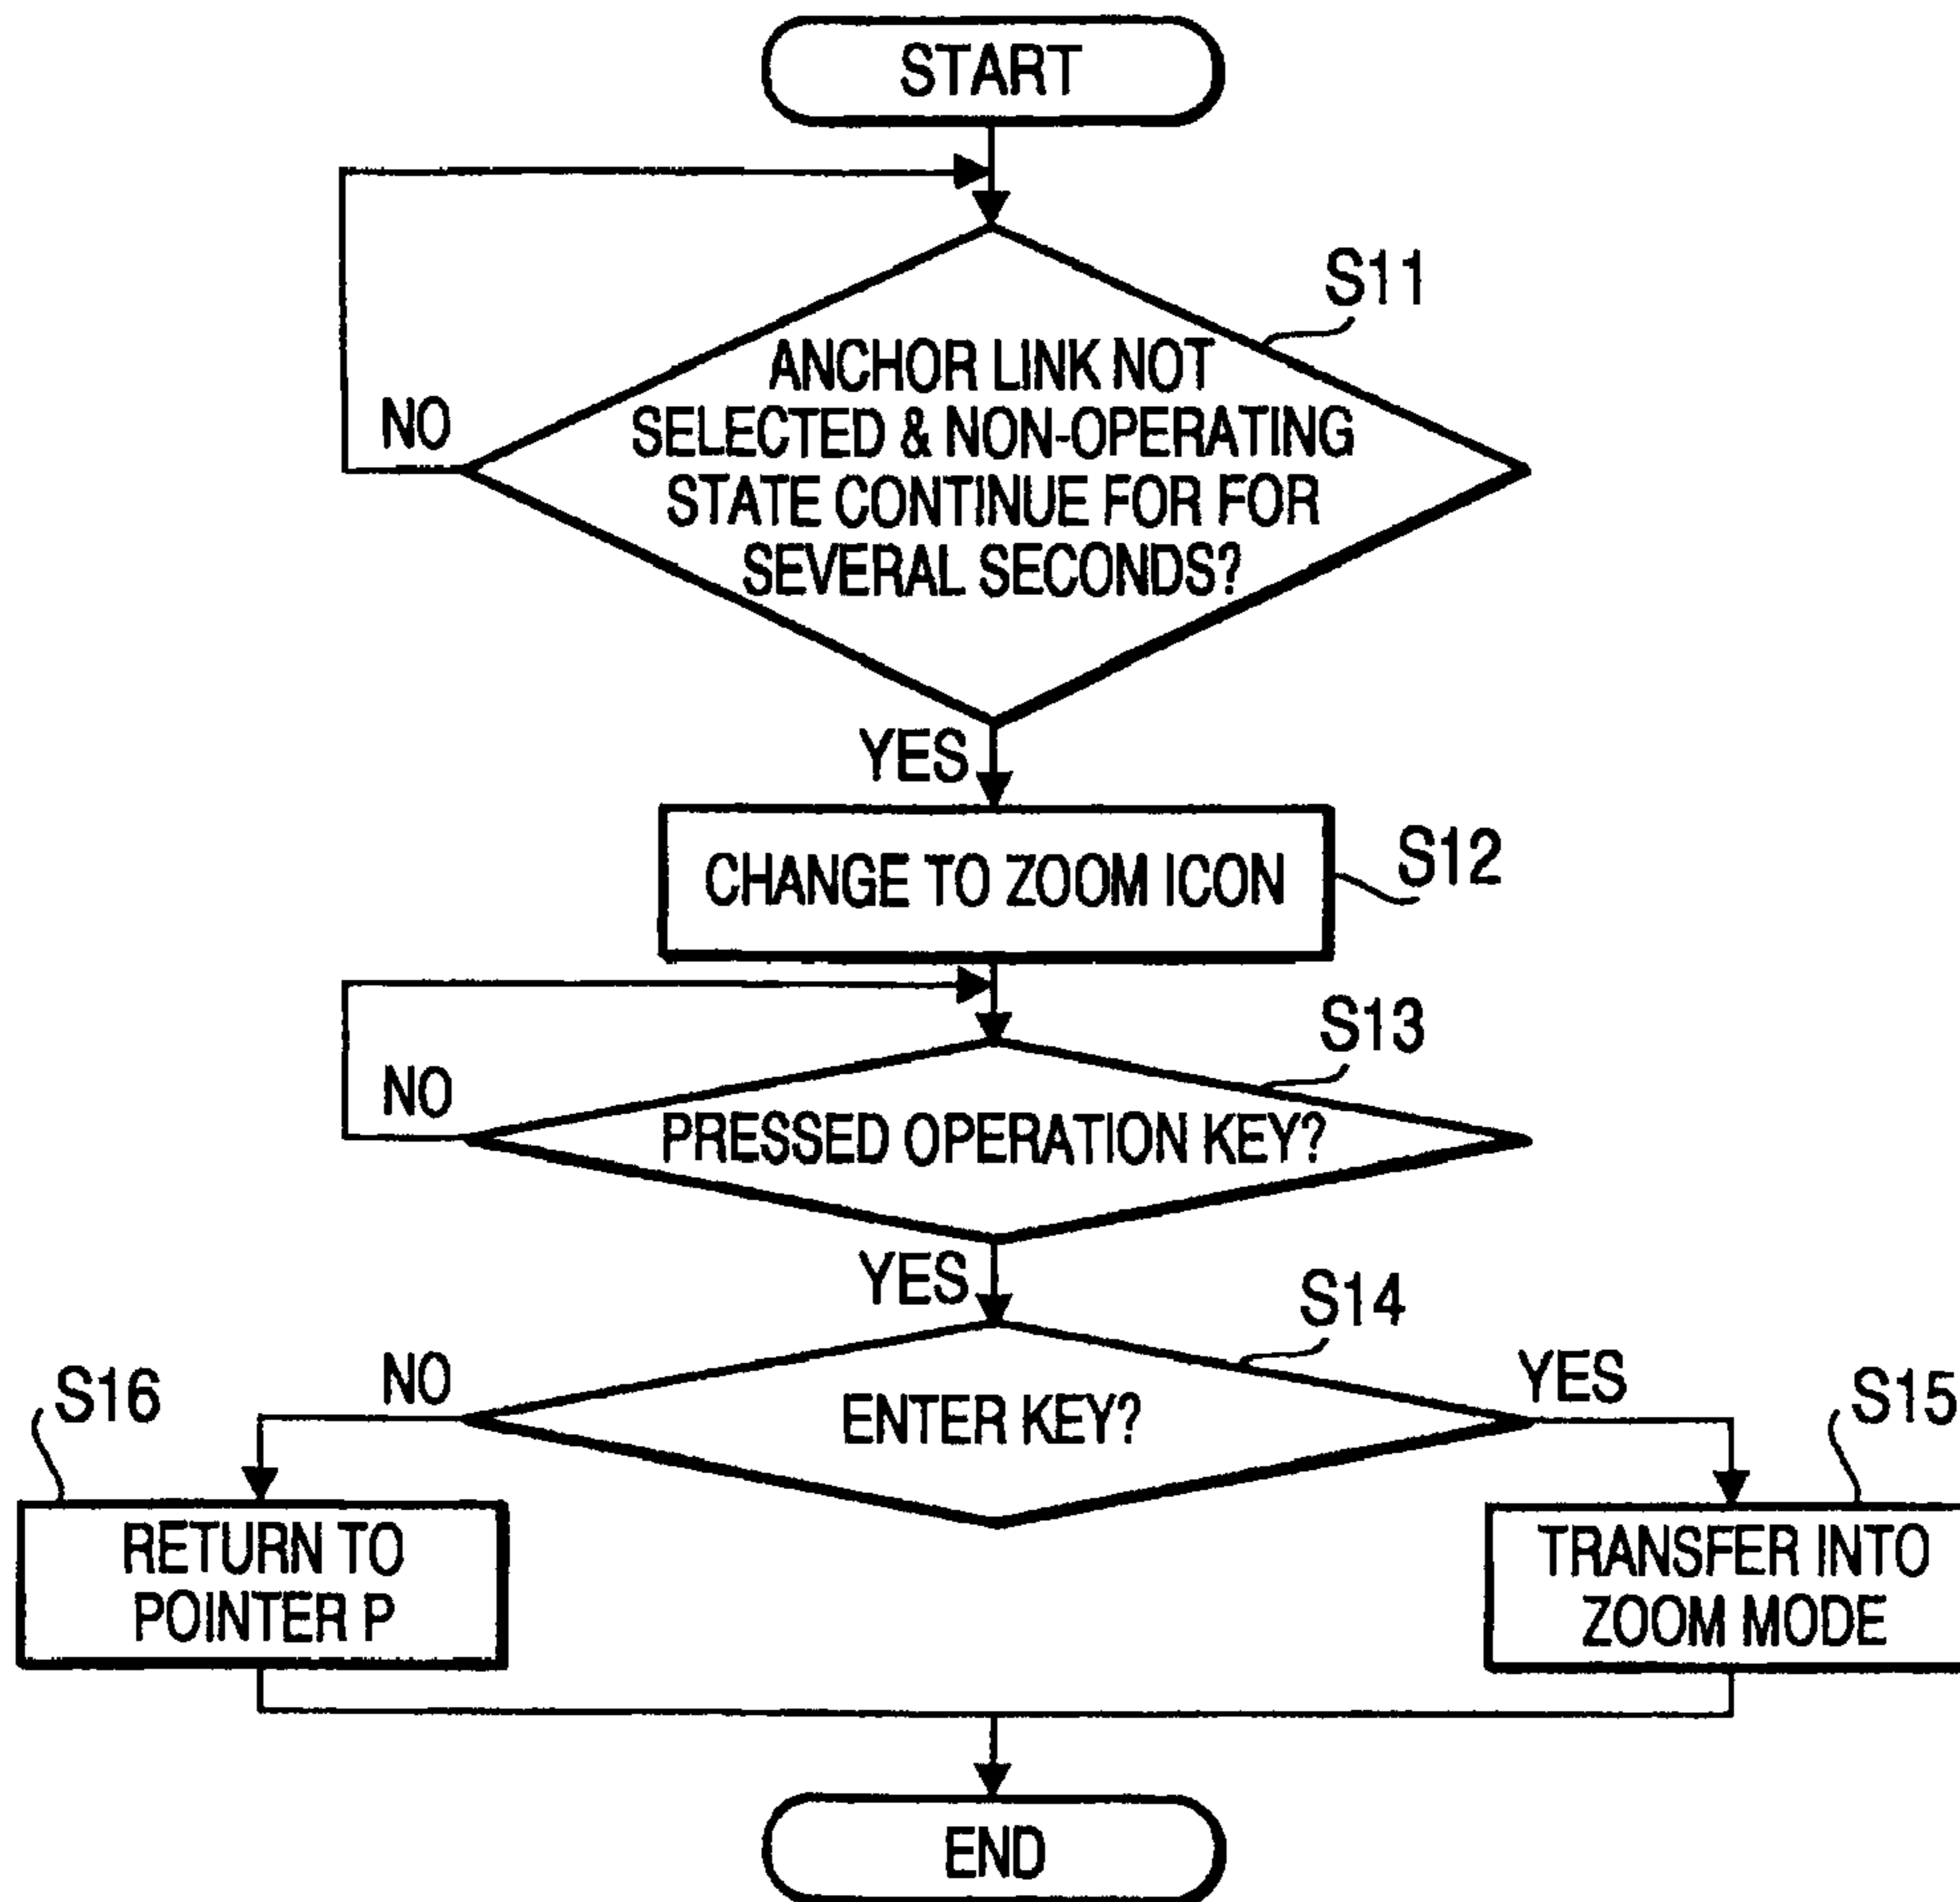 START
S11
ANCHOR LINK NOT
SELECTED & NON-OPERATING
STATE CONTINUE FOR FOR
SEVERAL SECONDS?
NO
YES
CHANGE TO ZOOM ICON
S12
S13
NO
PRESSED OPERATION KEY?
YES
S14
NO
ENTER KEY?
YES
S16
S15
RETURN TO
POINTER P
TRANSFER INTO
ZOOM MODE
END